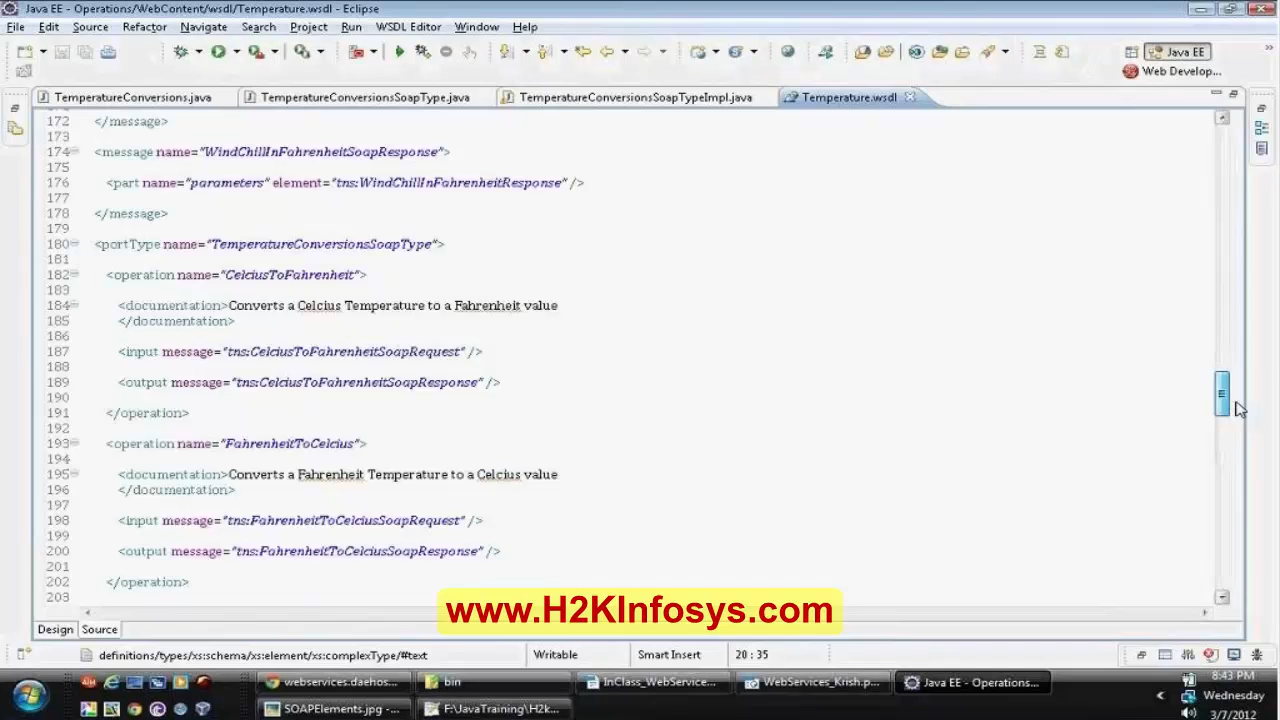 Java EE - Operations/WebContent/wsdl/Temperature.wsdl - Eclipse
File Edit Source Refactor Navigate Search Project Run WSDL Editor Window Help
Java EE
Web Develop...
TemperatureConversions.java TemperatureConversionsSoapType.java TemperatureConversionsSoapTypeImpl.java Temperature.wsdl
172 </message>
173
174 <message name="WindChillInFahrenheitSoapResponse">
175
176 <part name="parameters" element="tns:WindChillInFahrenheitResponse" />
177
178 </message>
179
180 <portType name="TemperatureConversionsSoapType">
181
182 <operation name="CelciusToFahrenheit">
183
184 <documentation>Converts a Celcius Temperature to a Fahrenheit value
185 </documentation>
186
187 <input message="tns:CelciusToFahrenheitSoapRequest" />
188
189 <output message="tns:CelciusToFahrenheitSoapResponse" />
190
191 </operation>
192
193 <operation name="FahrenheitToCelcius">
194
195 <documentation>Converts a Fahrenheit Temperature to a Celcius value
196 </documentation>
197
198 <input message="tns:FahrenheitToCelciusSoapRequest" />
199
200 <output message="tns:FahrenheitToCelciusSoapResponse" />
201
202 </operation>
203
www.H2KInfosys.com
Design Source
definitions/types/xs:schema/xs:element/xs:complexType/#text Writable Smart Insert 20 : 35
webservices.daehos... bin InClass_WebService... WebServices_Krish.p... Java EE - Operations... 8:43 PM
Wednesday
SOAPElements.jpg -... F:\JavaTraining\H2k... 3/7/2012